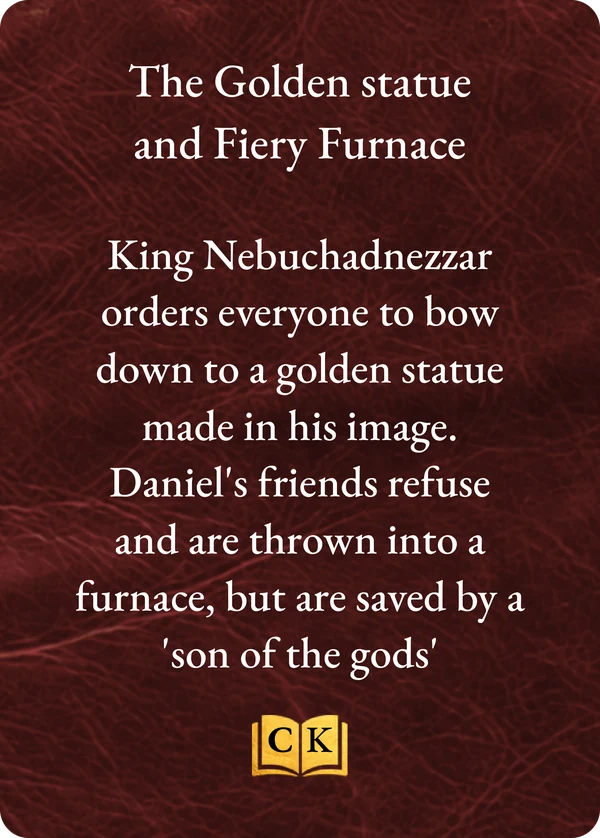 The Golden statue
and Fiery Furnace
King Nebuchadnezzar
orders everyone to bow
down to a golden statue
made in his image.
Daniel's friends refuse
and are thrown into a
furnace, but are saved by a
'son of the gods'
C K